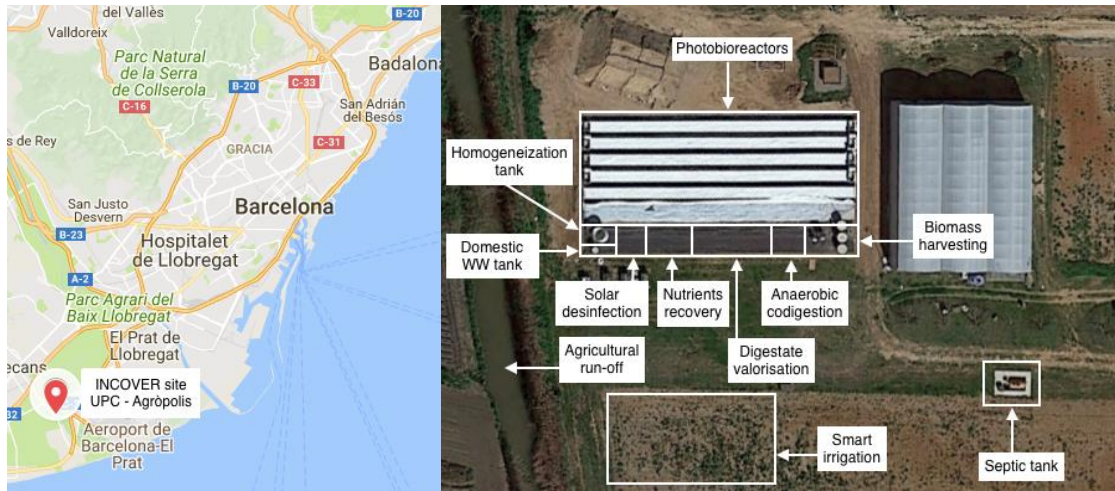 del Vallès
Valldoreix
Parc Natural
de la Serra
de Collserola
B-20
C-16
B-20
C-33
Badalona
San Adrián
del Besós
C-31
s de Rey
GRACIA
San Justo
Desvern
Barcelona
B-23
Hospitalet
de Llobregat
A-2
Parc Agrari del
Baix Llobregat
El Prat de
Llobregat
ecans
INCOVER site
UPC - Agròpolis
32
Aeroport de
Barcelona-El
Prat
Photobioreactors
Homogeneization
tank
Domestic
WW tank
Solar
desinfection
Nutrients
recovery
Anaerobic
codigestion
Biomass
harvesting
Agricultural
run-off
Digestate
valorisation
Smart
irrigation
Septic tank